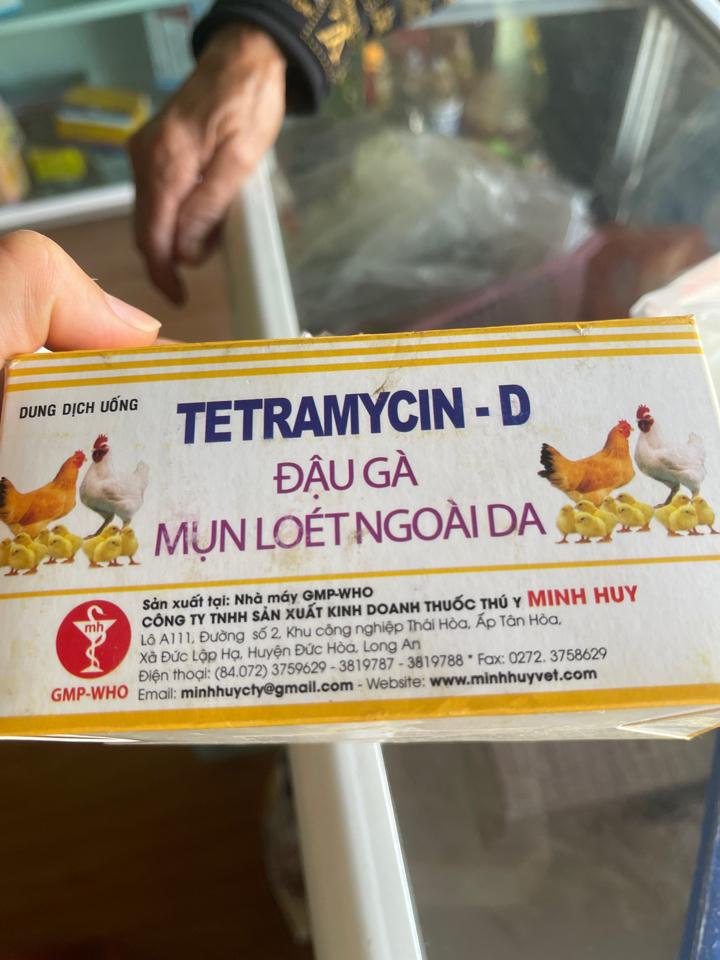 DUNG DỊCH UỐNG
TETRAMYCIN - D
ĐẬU GÀ
MỤN LOÉT NGOÀI DA
mh
GMP-WHO
Sản xuất tại: Nhà máy GMP-WHO
CÔNG TY TNHH SẢN XUẤT KINH DOANH THUỐC THÚ Y MINH HUY
Lô A111, Đường số 2, Khu công nghiệp Thái Hòa, Ấp Tân Hòa,
Xã Đức Lập Hạ, Huyện Đức Hòa, Long An
Điện thoại: (84.072) 3759629 - 3819787 - 3819788 * Fax: 0272. 3758629
Email: minhhuycty@gmail.com - Website: www.minhhuyvet.com